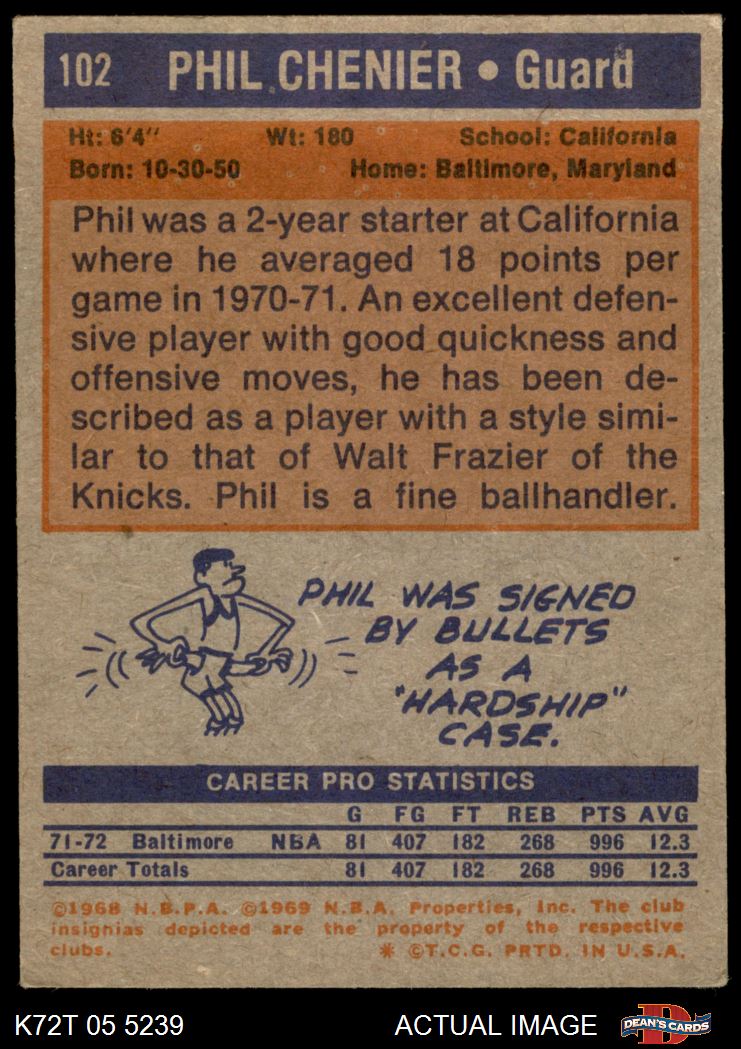 102 PHIL CHENIER • Guard
Ht: 6'4" Wt: 180 School: California
Born: 10-30-50 Home: Baltimore, Maryland
Phil was a 2-year starter at California
where he averaged 18 points per
game in 1970-71. An excellent defen-
sive player with good quickness and
offensive moves, he has been de-
scribed as a player with a style simi-
lar to that of Walt Frazier of the
Knicks. Phil is a fine ballhandler.
PHIL WAS SIGNED
BY BULLETS
AS A
"HARDSHIP"
CASE.
CAREER PRO STATISTICS
G FG FT REB PTS AVG
71-72 Baltimore NBA 81 407 182 268 996 12.3
Career Totals 81 407 182 268 996 12.3
©1968 N.B.P.A. ©1969 N.B.A. Properties, Inc. The club
insignias depicted are the property of the respective
clubs. * ©T.C.G. PRTD. IN U.S.A.
K72T 05 5239 ACTUAL IMAGE D DEAN'S CARDS